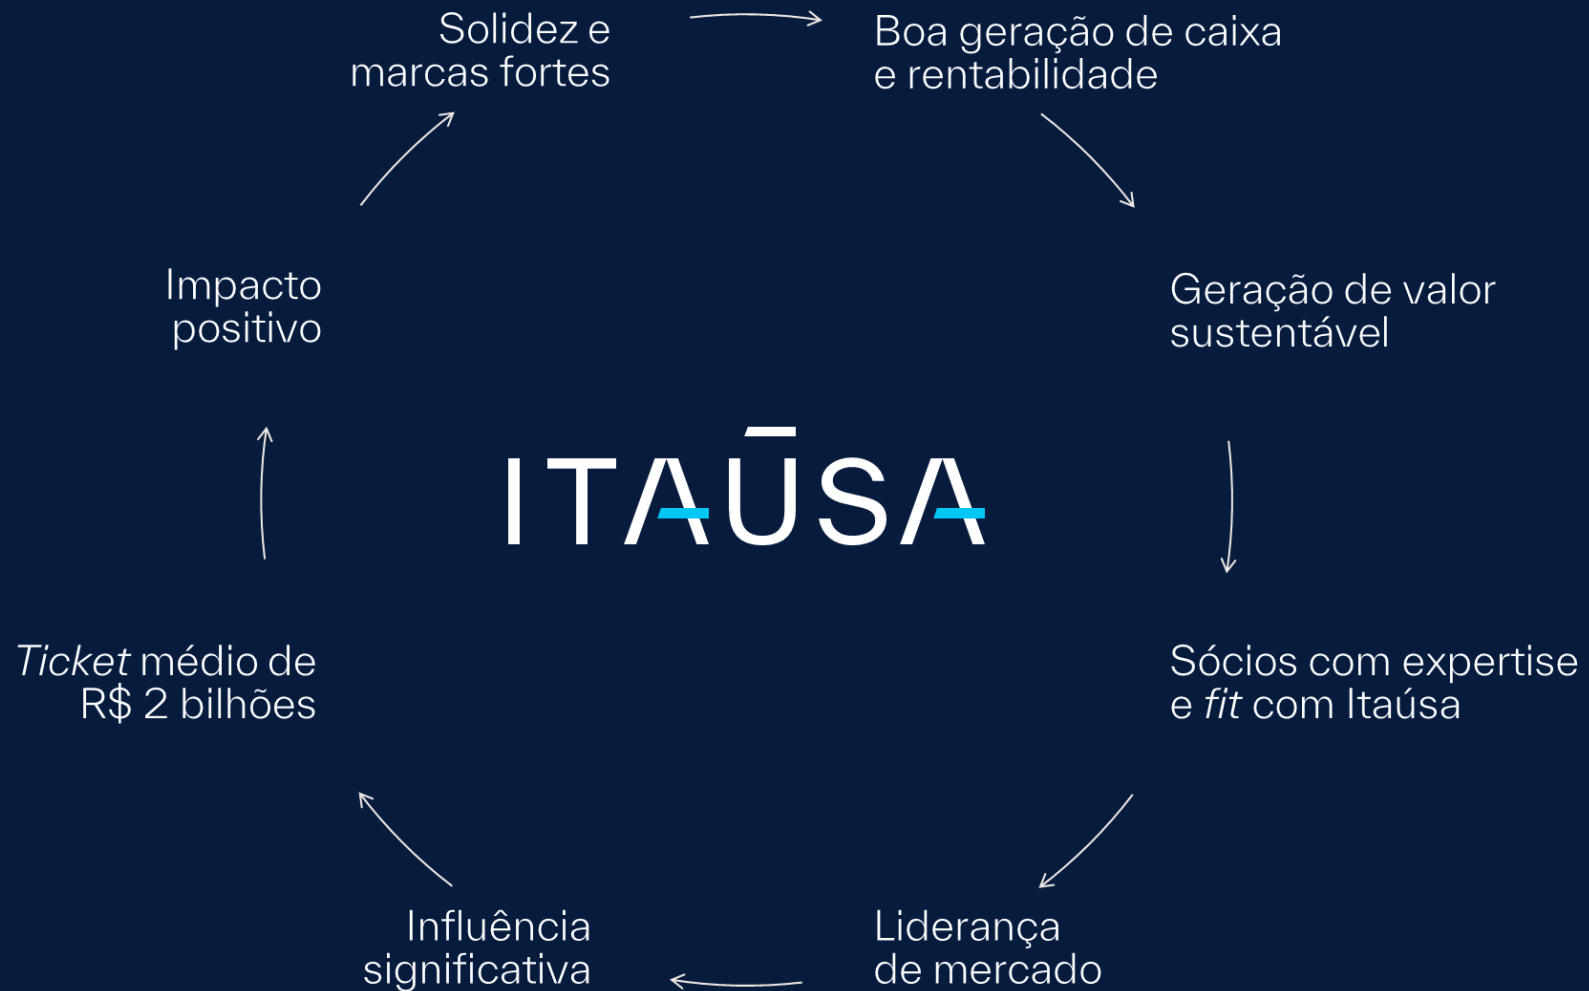 Solidez e
marcas fortes
Boa geração de caixa
e rentabilidade
Impacto
positivo
Geração de valor
sustentável
ITAŪSA
Ticket médio de
R$ 2 bilhões
Sócios com expertise
e fit com Itaúsa
Influência
significativa
Liderança
de mercado